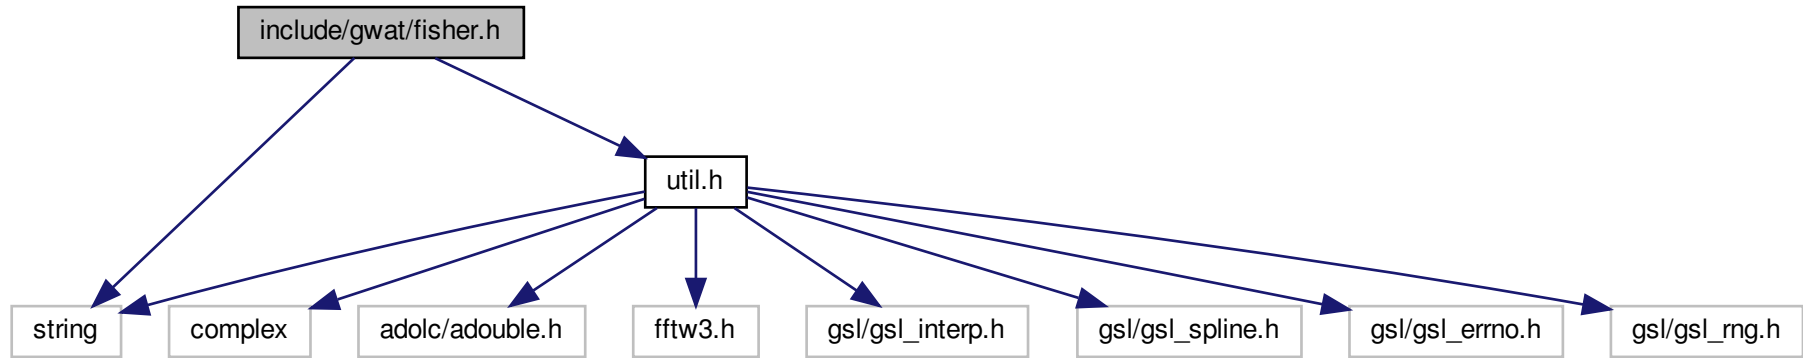 include/gwat/fisher.h
util.h
string
complex
adolc/adouble.h
fftw3.h
gsl/gsl_interp.h
gsl/gsl_spline.h
gsl/gsl_errno.h
gsl/gsl_rng.h